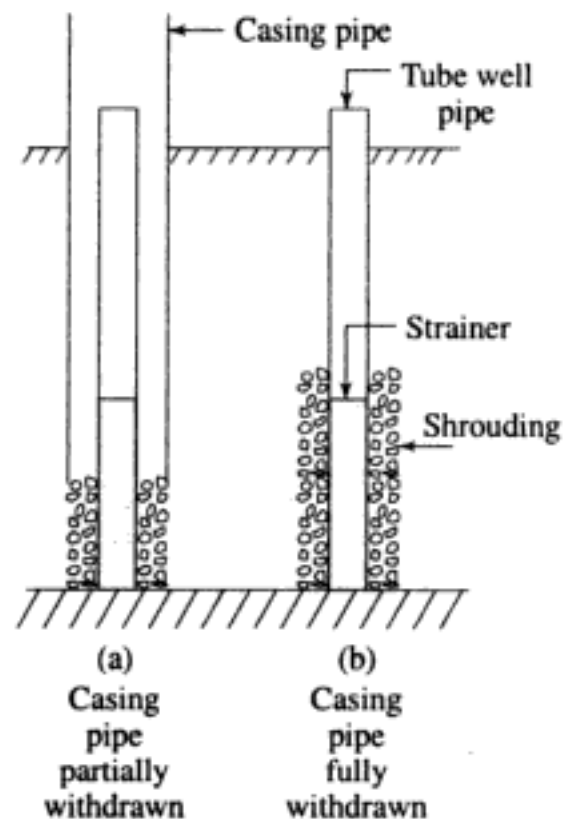 Casing pipe
Tube well
pipe
Strainer
Shrouding
(a)
Casing
pipe
partially
withdrawn
(b)
Casing
pipe
fully
withdrawn